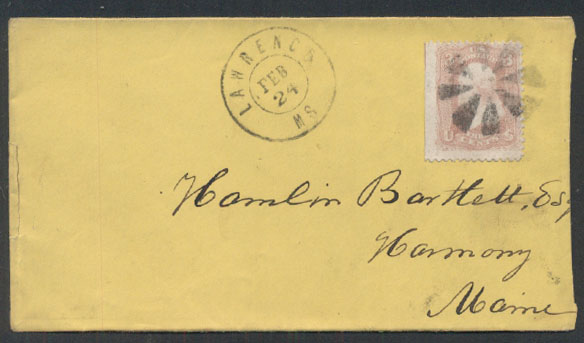 LAWRENCE
FEB
24
MS
Hamlin Bartlett, Esq
Harmony
Maine